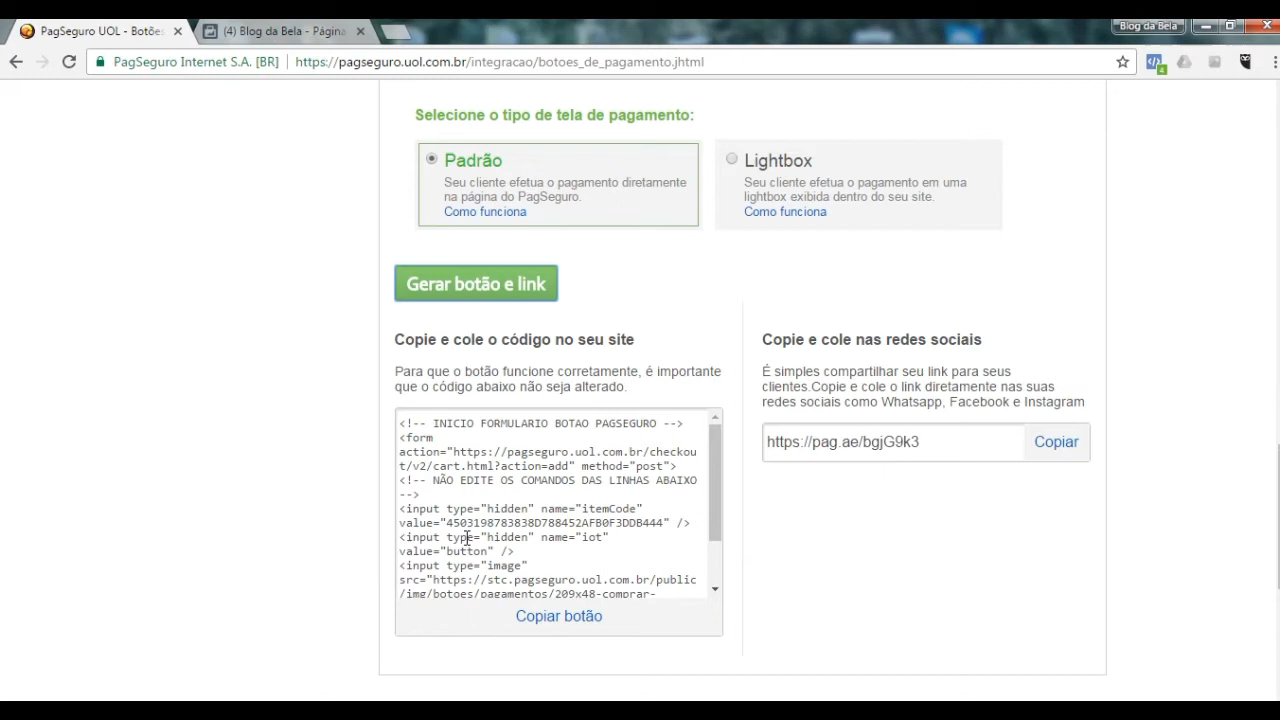 PagSeguro UOL - Botões
(4) Blog da Bela - Página
Blog da Bela
PagSeguro Internet S.A. [BR]
https://pagseguro.uol.com.br/integracao/botoes_de_pagamento.jhtml
4
Selecione o tipo de tela de pagamento:
Padrão
Seu cliente efetua o pagamento diretamente
na página do PagSeguro.
Como funciona
Lightbox
Seu cliente efetua o pagamento em uma
lightbox exibida dentro do seu site.
Como funciona
Gerar botão e link
Copie e cole o código no seu site
Para que o botão funcione corretamente, é importante
que o código abaixo não seja alterado.
<!-- INICIO FORMULARIO BOTAO PAGSEGURO -->
<form
action="https://pagseguro.uol.com.br/checkou
t/v2/cart.html?action=add" method="post">
<!-- NÃO EDITE OS COMANDOS DAS LINHAS ABAIXO
-->
<input type="hidden" name="itemCode"
value="4503198783838D788452AFB0F3DDB444" />
<input type="hidden" name="iot"
value="button" />
<input type="image"
src="https://stc.pagseguro.uol.com.br/public
/img/botoes/pagamentos/209x48-comprar-
Copiar botão
Copie e cole nas redes sociais
É simples compartilhar seu link para seus
clientes.Copie e cole o link diretamente nas suas
redes sociais como Whatsapp, Facebook e Instagram
https://pag.ae/bgjG9k3
Copiar